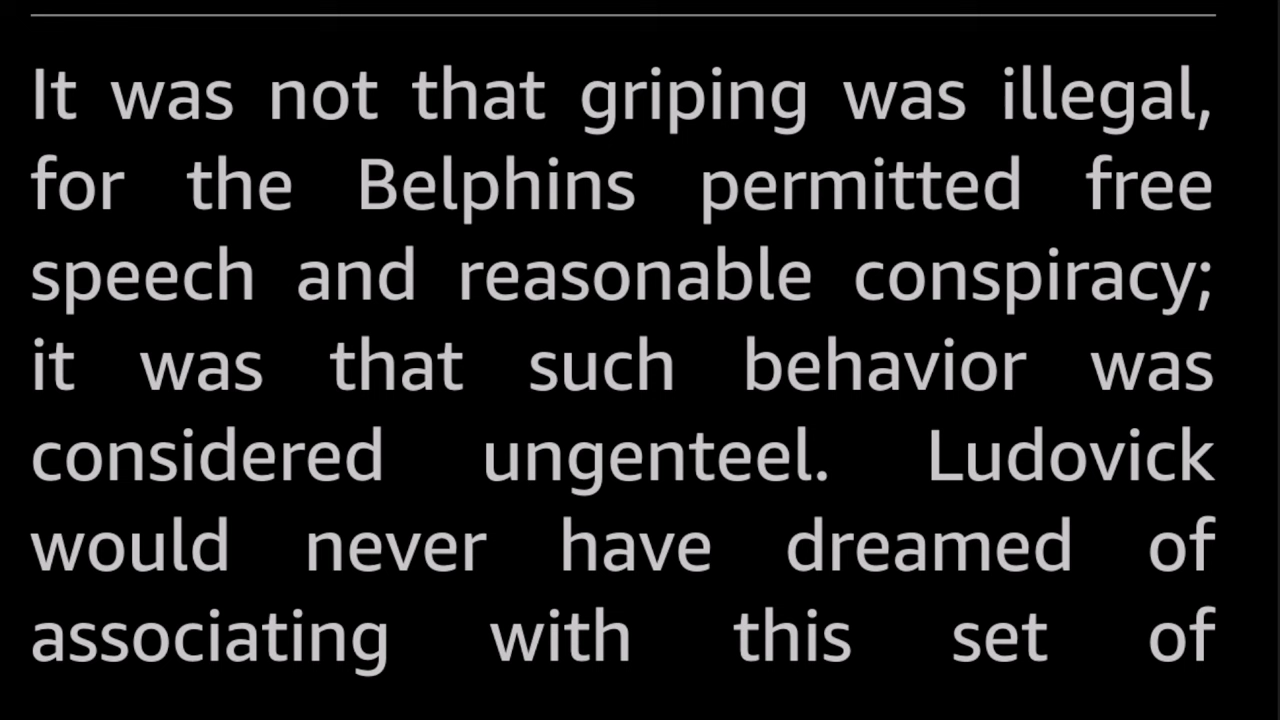 It was not that griping was illegal,
for the Belphins permitted free
speech and reasonable conspiracy;
it was that such behavior was
considered ungenteel. Ludovick
would never have dreamed of
associating with this set of